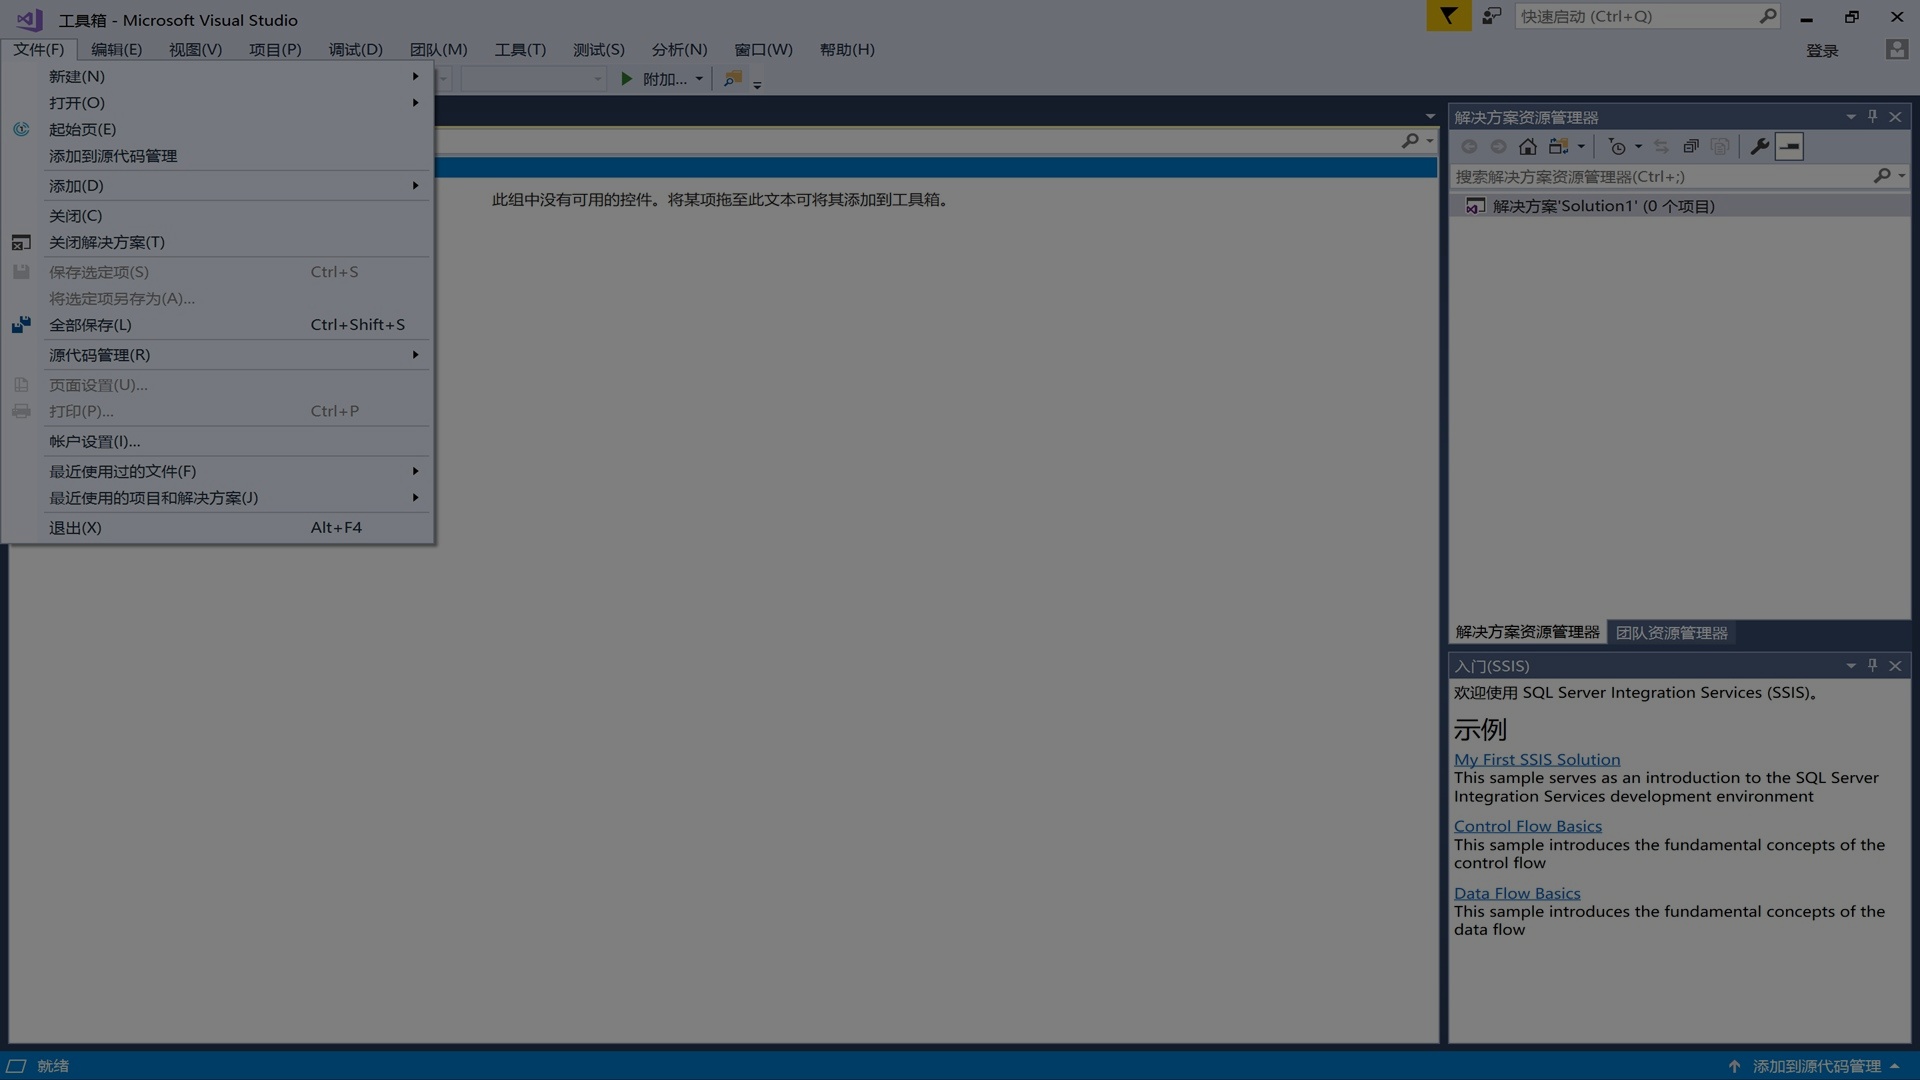 工具箱 - Microsoft Visual Studio
快速启动 (Ctrl+Q)
文件(F) 编辑(E) 视图(V) 项目(P) 调试(D) 团队(M) 工具(T) 测试(S) 分析(N) 窗口(W) 帮助(H)
登录
附加...
新建(N)
打开(O)
起始页(E)
添加到源代码管理
添加(D)
关闭(C)
关闭解决方案(T)
保存选定项(S) Ctrl+S
将选定项另存为(A)...
全部保存(L) Ctrl+Shift+S
源代码管理(R)
页面设置(U)...
打印(P)... Ctrl+P
帐户设置(I)...
最近使用过的文件(F)
最近使用的项目和解决方案(J)
退出(X) Alt+F4
此组中没有可用的控件。将某项拖至此文本可将其添加到工具箱。
解决方案资源管理器
搜索解决方案资源管理器(Ctrl+;)
解决方案'Solution1' (0 个项目)
解决方案资源管理器 团队资源管理器
入门(SSIS)
欢迎使用 SQL Server Integration Services (SSIS)。
示例
My First SSIS Solution
This sample serves as an introduction to the SQL Server
Integration Services development environment
Control Flow Basics
This sample introduces the fundamental concepts of the
control flow
Data Flow Basics
This sample introduces the fundamental concepts of the
data flow
就绪
添加到源代码管理